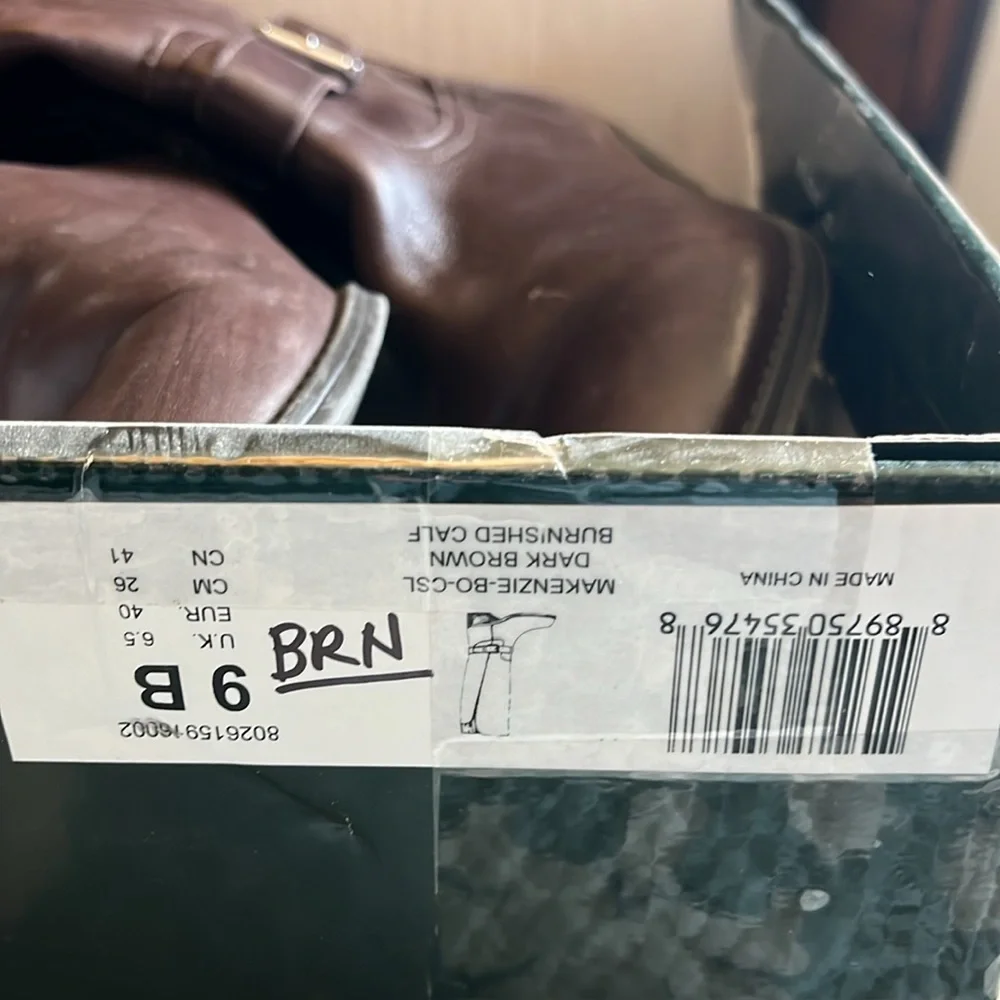 8 89750 35476 8
MADE IN CHINA
MAKENZIE-BO-CSL
DARK BROWN
BURNISHED CALF
802615916002
9 B
U.K. 6.5
EUR. 40
CM 26
CN 41
BRN